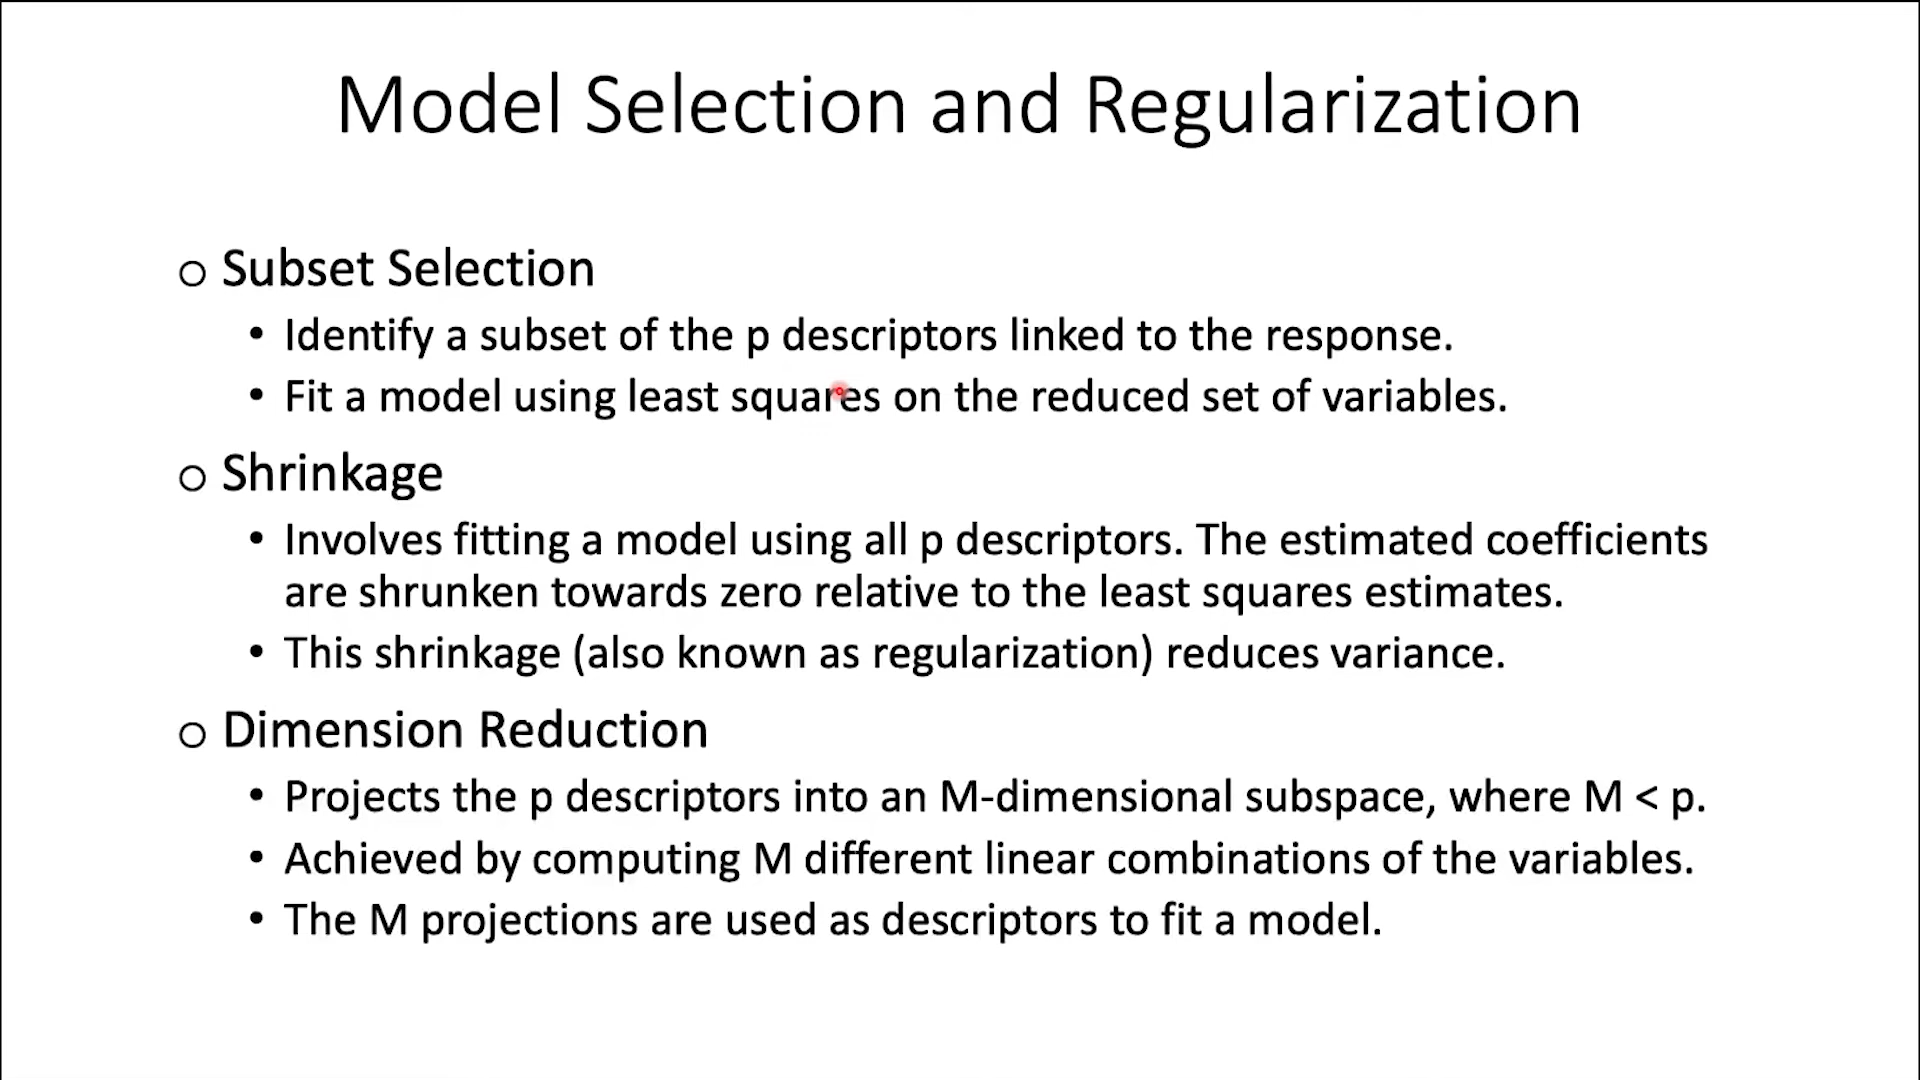 Model Selection and Regularization
o Subset Selection
• Identify a subset of the p descriptors linked to the response.
• Fit a model using least squares on the reduced set of variables.
o Shrinkage
• Involves fitting a model using all p descriptors. The estimated coefficients
are shrunken towards zero relative to the least squares estimates.
• This shrinkage (also known as regularization) reduces variance.
o Dimension Reduction
• Projects the p descriptors into an M-dimensional subspace, where M < p.
• Achieved by computing M different linear combinations of the variables.
• The M projections are used as descriptors to fit a model.